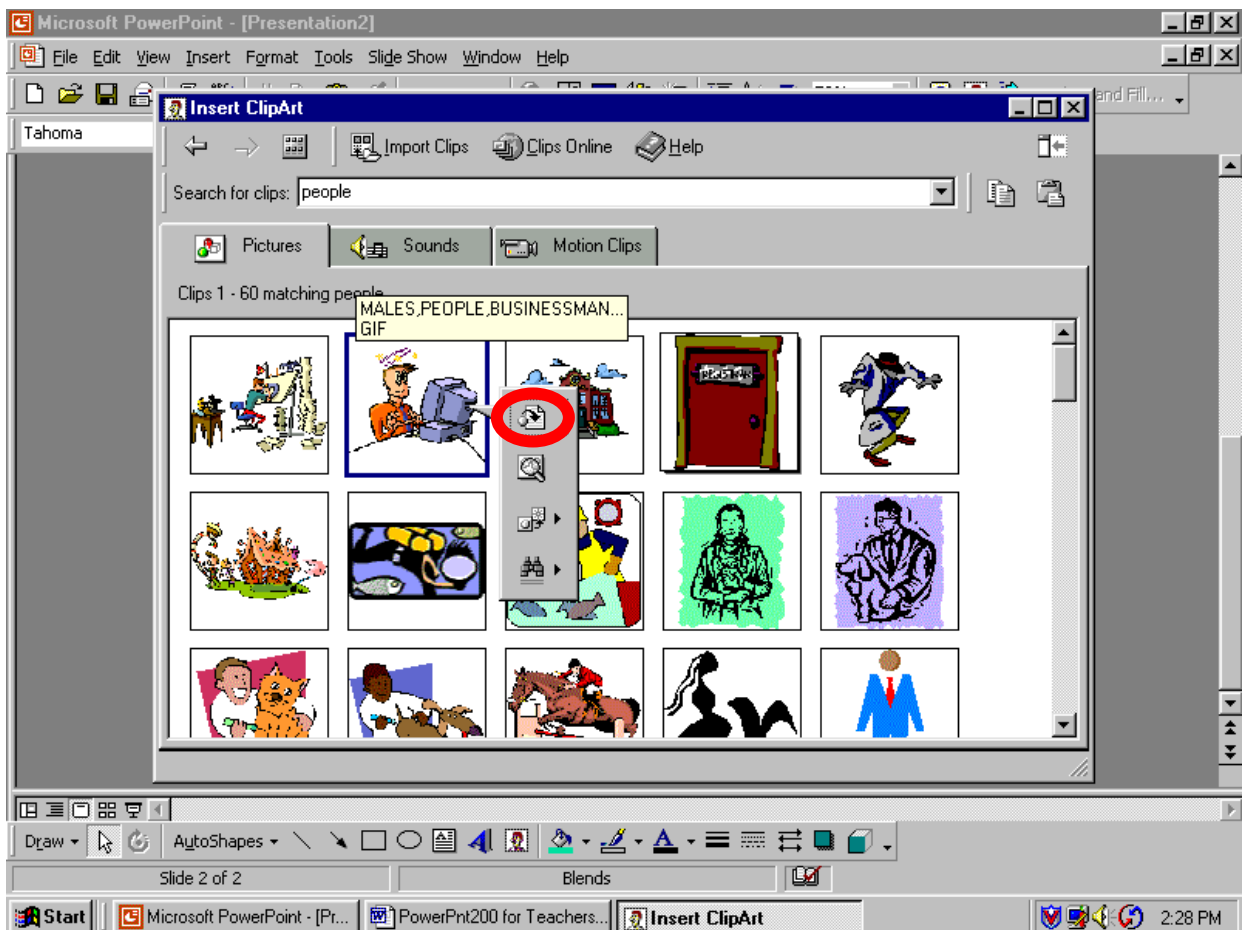 Microsoft PowerPoint - [Presentation2]
File Edit View Insert Format Tools Slide Show Window Help
and Fill...
Tahoma
Insert ClipArt
Import Clips Clips Online Help
Search for clips: people
Pictures Sounds Motion Clips
Clips 1 - 60 matching people
MALES,PEOPLE,BUSINESSMAN...
GIF
Draw AutoShapes
Slide 2 of 2 Blends
Start Microsoft PowerPoint - [Pr... PowerPnt200 for Teachers... Insert ClipArt 2:28 PM